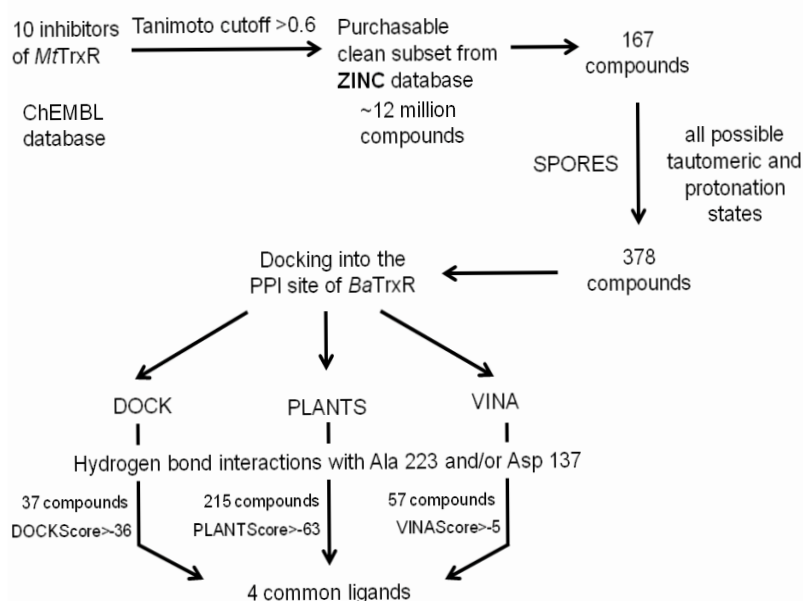 10 inhibitors
of MtTrxR
Tanimoto cutoff >0.6
Purchasable
clean subset from
ZINC database
~12 million
compounds
167
compounds
ChEMBL
database
SPORES
all possible
tautomeric and
protonation
states
378
compounds
Docking into the
PPI site of BaTrxR
DOCK
PLANTS
VINA
Hydrogen bond interactions with Ala 223 and/or Asp 137
37 compounds
DOCKScore>-36
215 compounds
PLANTScore>-63
57 compounds
VINAScore>-5
4 common ligands